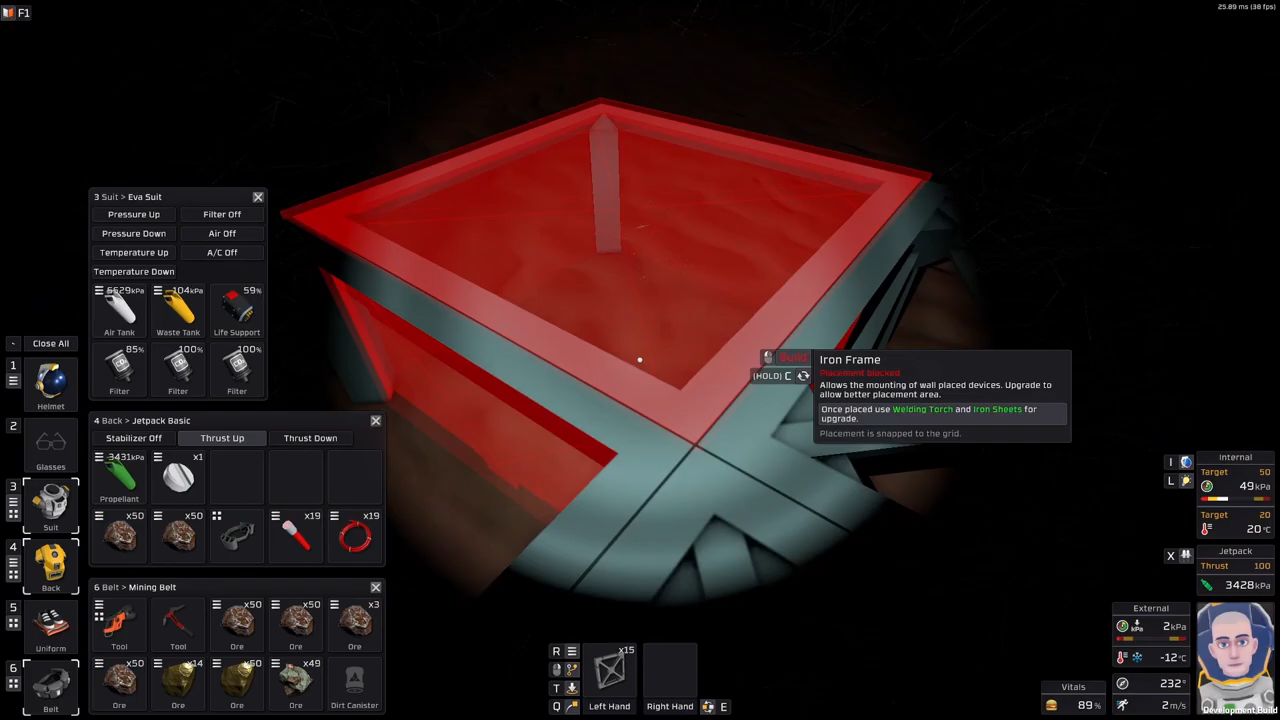 F1
25.89 ms (38 fps)
3 Suit > Eva Suit
Pressure Up
Filter Off
Pressure Down
Air Off
Temperature Up
A/C Off
Temperature Down
104kPa
59%
Air Tank
Waste Tank
Life Support
85%
100%
100%
Filter
Filter
Filter
-
Close All
1
Helmet
2
Glasses
3
Suit
4
Back
5
Uniform
6
Belt
4 Back > Jetpack Basic
Stabilizer Off
Thrust Up
Thrust Down
3431kPa
x1
Propellant
x50
x50
x19
x19
6 Belt > Mining Belt
x50
x50
x3
Tool
Tool
Ore
Ore
Ore
x50
x14
x49
Ore
Ore
Ore
Ore
Dirt Canister
Build
(HOLD) C
Iron Frame
Placement blocked
Allows the mounting of wall placed devices. Upgrade to
allow better placement area.
Once placed use Welding Torch and Iron Sheets for
upgrade.
Placement is snapped to the grid.
R
T
Q
x15
Left Hand
Right Hand
E
I
L
Internal
Target 50
49kPa
Target 20
20°C
X
Jetpack
Thrust 100
3428kPa
External
kPa
2kPa
-12°C
232°
2m/s
Vitals
89%
Development Build